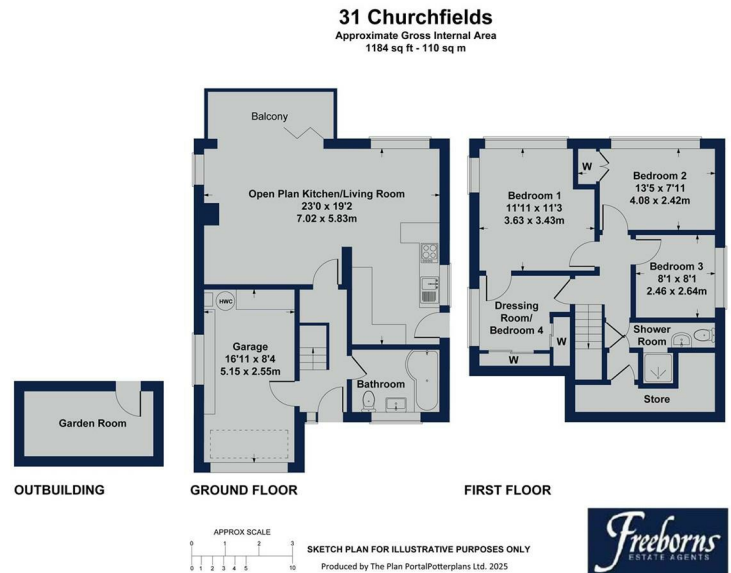 31 Churchfields
Approximate Gross Internal Area
1184 sq ft - 110 sq m
Balcony
Open Plan Kitchen/Living Room
23'0 x 19'2
7.02 x 5.83m
HWC
Garage
16'11 x 8'4
5.15 x 2.55m
Bathroom
Garden Room
OUTBUILDING
GROUND FLOOR
W
Bedroom 1
11'11 x 11'3
3.63 x 3.43m
Bedroom 2
13'5 x 7'11
4.08 x 2.42m
Bedroom 3
8'1 x 8'1
2.46 x 2.64m
Dressing
Room/
Bedroom 4
W
W
Shower
Room
Store
FIRST FLOOR
APPROX SCALE
0 1 2 3
0 1 2 3 4 5 10
SKETCH PLAN FOR ILLUSTRATIVE PURPOSES ONLY
Produced by The Plan PortalPotterplans Ltd. 2025
Freeborns
ESTATE AGENTS